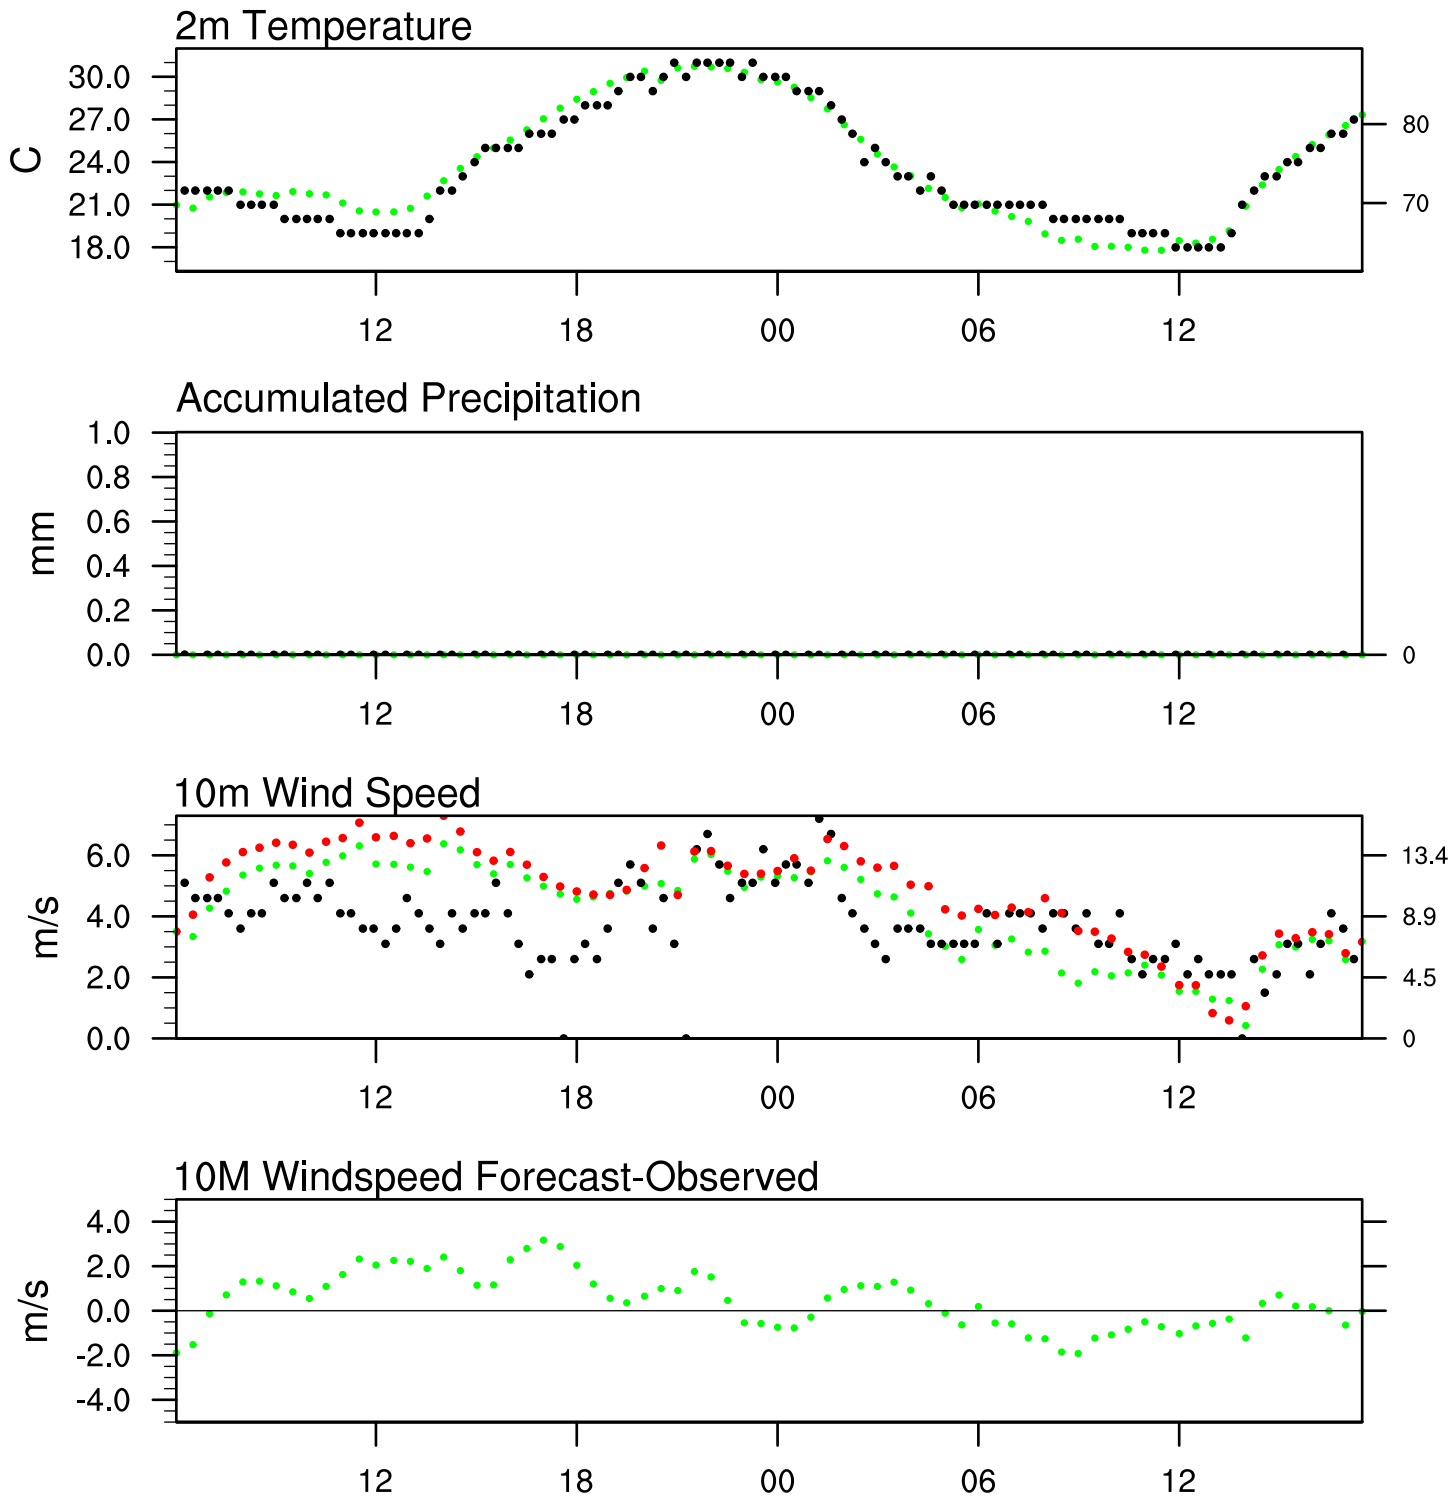 2m Temperature
30.0
27.0
24.0
21.0
18.0
C
80
70
12 18 00 06 12
Accumulated Precipitation
1.0
0.8
0.6
0.4
0.2
0.0
mm
0
12 18 00 06 12
10m Wind Speed
6.0
4.0
2.0
0.0
m/s
13.4
8.9
4.5
0
12 18 00 06 12
10M Windspeed Forecast-Observed
4.0
2.0
0.0
-2.0
-4.0
m/s
12 18 00 06 12